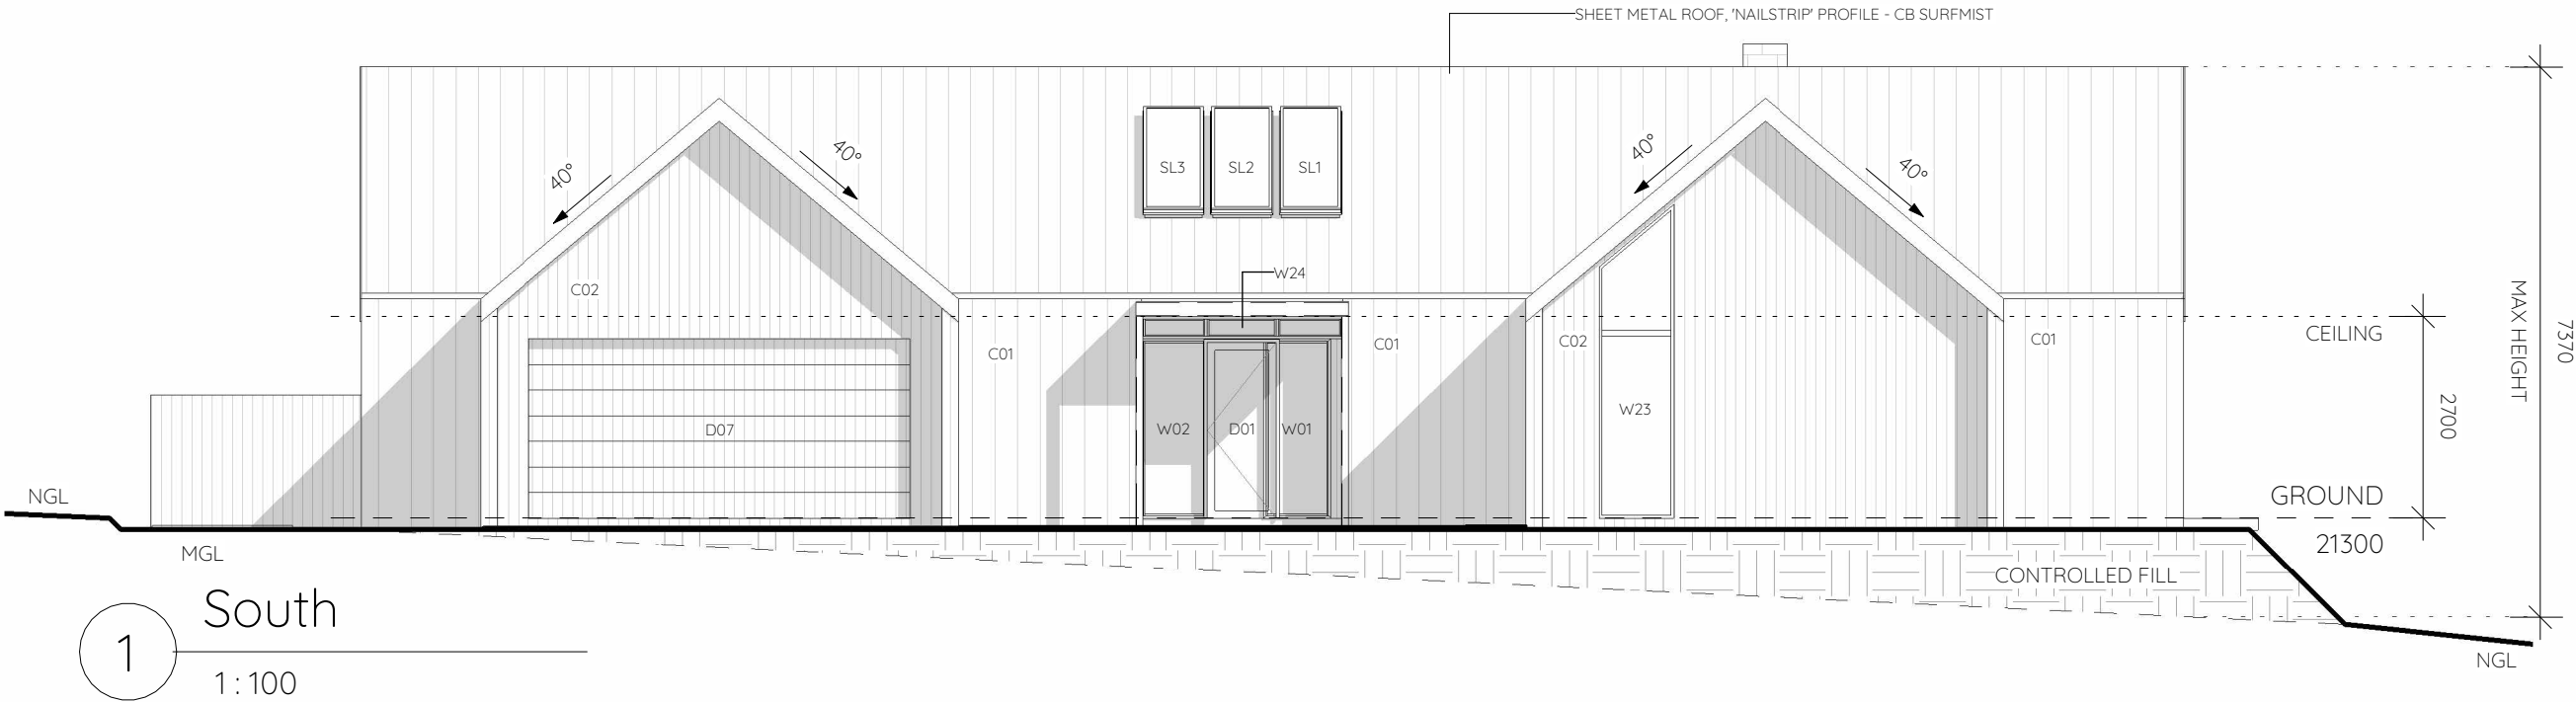 SHEET METAL ROOF, 'NAILSTRIP' PROFILE - CB SURFMIST
40°
40°
40°
40°
SL3
SL2
SL1
W24
C02
C01
C01
C02
C01
CEILING
MAX HEIGHT
7370
2700
D07
W02
D01
W01
W23
NGL
GROUND
21300
MGL
CONTROLLED FILL
NGL
1
South
1 : 100